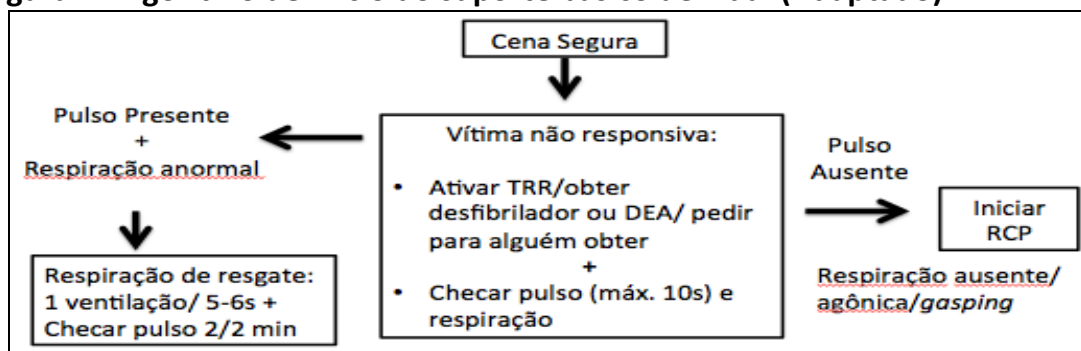 Cena Segura
Pulso Presente
+
Respiração anormal
Respiração de resgate:
1 ventilação/ 5-6s +
Checar pulso 2/2 min
Vítima não responsiva:
• Ativar TRR/obter
desfibrilador ou DEA/ pedir
para alguém obter
+
• Checar pulso (máx. 10s) e
respiração
Pulso
Ausente
Iniciar
RCP
Respiração ausente/
agônica/gasping